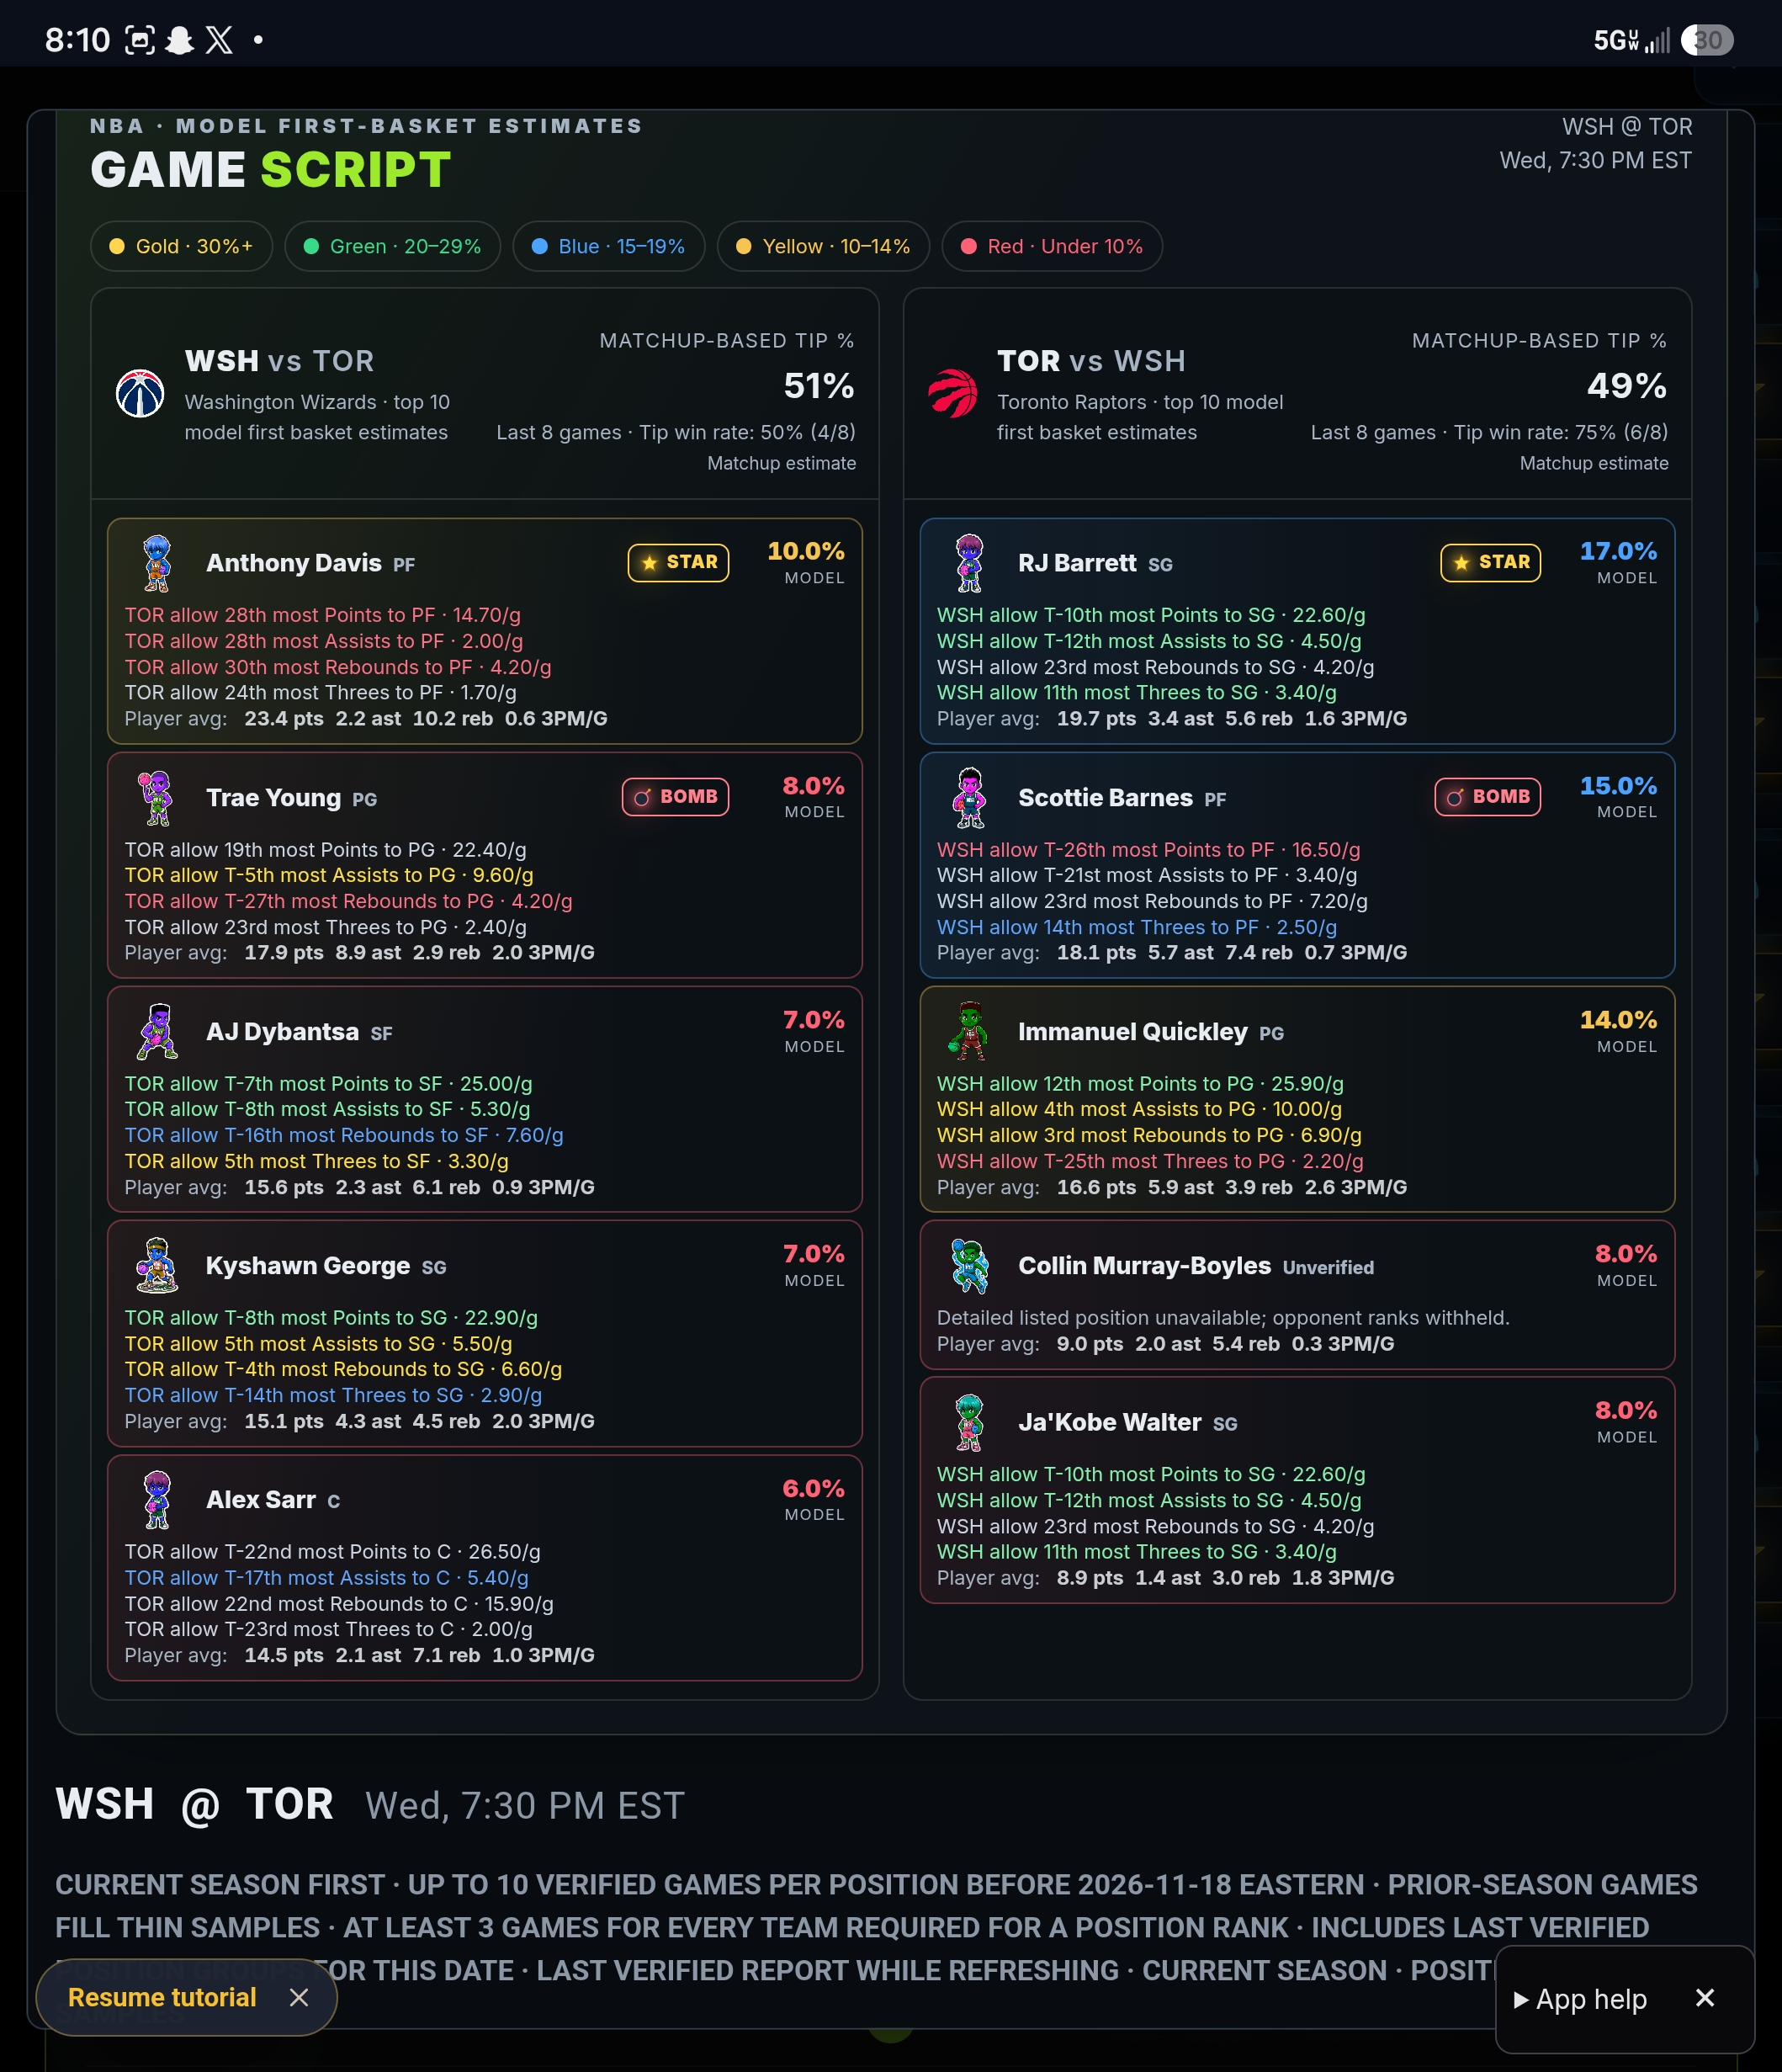 8:10
5G UW
30
NBA · MODEL FIRST-BASKET ESTIMATES
GAME SCRIPT
WSH @ TOR
Wed, 7:30 PM EST
Gold · 30%+
Green · 20–29%
Blue · 15–19%
Yellow · 10–14%
Red · Under 10%
WSH vs TOR
Washington Wizards · top 10
model first basket estimates
MATCHUP-BASED TIP %
51%
Last 8 games · Tip win rate: 50% (4/8)
Matchup estimate
Anthony Davis PF
STAR
10.0%
MODEL
TOR allow 28th most Points to PF · 14.70/g
TOR allow 28th most Assists to PF · 2.00/g
TOR allow 30th most Rebounds to PF · 4.20/g
TOR allow 24th most Threes to PF · 1.70/g
Player avg: 23.4 pts 2.2 ast 10.2 reb 0.6 3PM/G
Trae Young PG
BOMB
8.0%
MODEL
TOR allow 19th most Points to PG · 22.40/g
TOR allow T-5th most Assists to PG · 9.60/g
TOR allow T-27th most Rebounds to PG · 4.20/g
TOR allow 23rd most Threes to PG · 2.40/g
Player avg: 17.9 pts 8.9 ast 2.9 reb 2.0 3PM/G
AJ Dybantsa SF
7.0%
MODEL
TOR allow T-7th most Points to SF · 25.00/g
TOR allow T-8th most Assists to SF · 5.30/g
TOR allow T-16th most Rebounds to SF · 7.60/g
TOR allow 5th most Threes to SF · 3.30/g
Player avg: 15.6 pts 2.3 ast 6.1 reb 0.9 3PM/G
Kyshawn George SG
7.0%
MODEL
TOR allow T-8th most Points to SG · 22.90/g
TOR allow 5th most Assists to SG · 5.50/g
TOR allow T-4th most Rebounds to SG · 6.60/g
TOR allow T-14th most Threes to SG · 2.90/g
Player avg: 15.1 pts 4.3 ast 4.5 reb 2.0 3PM/G
Alex Sarr C
6.0%
MODEL
TOR allow T-22nd most Points to C · 26.50/g
TOR allow T-17th most Assists to C · 5.40/g
TOR allow 22nd most Rebounds to C · 15.90/g
TOR allow T-23rd most Threes to C · 2.00/g
Player avg: 14.5 pts 2.1 ast 7.1 reb 1.0 3PM/G
TOR vs WSH
Toronto Raptors · top 10 model
first basket estimates
MATCHUP-BASED TIP %
49%
Last 8 games · Tip win rate: 75% (6/8)
Matchup estimate
RJ Barrett SG
STAR
17.0%
MODEL
WSH allow T-10th most Points to SG · 22.60/g
WSH allow T-12th most Assists to SG · 4.50/g
WSH allow 23rd most Rebounds to SG · 4.20/g
WSH allow 11th most Threes to SG · 3.40/g
Player avg: 19.7 pts 3.4 ast 5.6 reb 1.6 3PM/G
Scottie Barnes PF
BOMB
15.0%
MODEL
WSH allow T-26th most Points to PF · 16.50/g
WSH allow T-21st most Assists to PF · 3.40/g
WSH allow 23rd most Rebounds to PF · 7.20/g
WSH allow 14th most Threes to PF · 2.50/g
Player avg: 18.1 pts 5.7 ast 7.4 reb 0.7 3PM/G
Immanuel Quickley PG
14.0%
MODEL
WSH allow 12th most Points to PG · 25.90/g
WSH allow 4th most Assists to PG · 10.00/g
WSH allow 3rd most Rebounds to PG · 6.90/g
WSH allow T-25th most Threes to PG · 2.20/g
Player avg: 16.6 pts 5.9 ast 3.9 reb 2.6 3PM/G
Collin Murray-Boyles Unverified
8.0%
MODEL
Detailed listed position unavailable; opponent ranks withheld.
Player avg: 9.0 pts 2.0 ast 5.4 reb 0.3 3PM/G
Ja'Kobe Walter SG
8.0%
MODEL
WSH allow T-10th most Points to SG · 22.60/g
WSH allow T-12th most Assists to SG · 4.50/g
WSH allow 23rd most Rebounds to SG · 4.20/g
WSH allow 11th most Threes to SG · 3.40/g
Player avg: 8.9 pts 1.4 ast 3.0 reb 1.8 3PM/G
WSH @ TOR Wed, 7:30 PM EST
CURRENT SEASON FIRST · UP TO 10 VERIFIED GAMES PER POSITION BEFORE 2026-11-18 EASTERN · PRIOR-SEASON GAMES
FILL THIN SAMPLES · AT LEAST 3 GAMES FOR EVERY TEAM REQUIRED FOR A POSITION RANK · INCLUDES LAST VERIFIED
POSITION GROUPS FOR THIS DATE · LAST VERIFIED REPORT WHILE REFRESHING · CURRENT SEASON ·
SAMPLES
Resume tutorial
App help